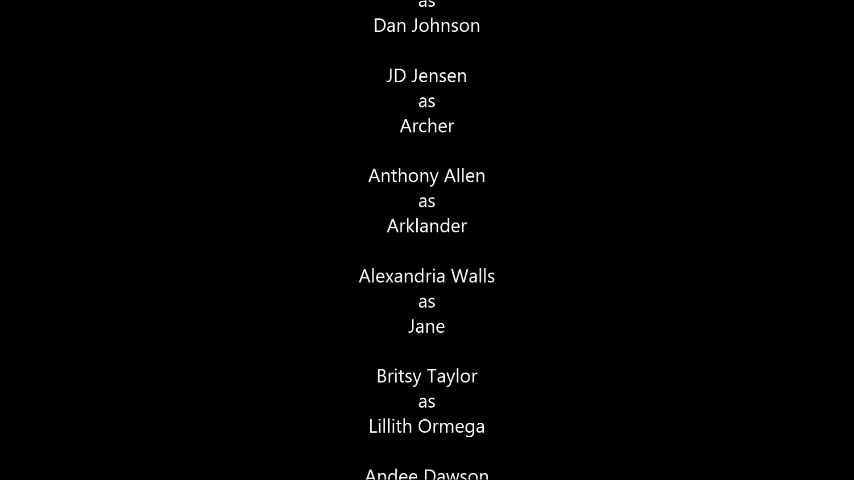 as
Dan Johnson
JD Jensen
as
Archer
Anthony Allen
as
Arklander
Alexandria Walls
as
Jane
Britsy Taylor
as
Lillith Ormega
Andee Dawson